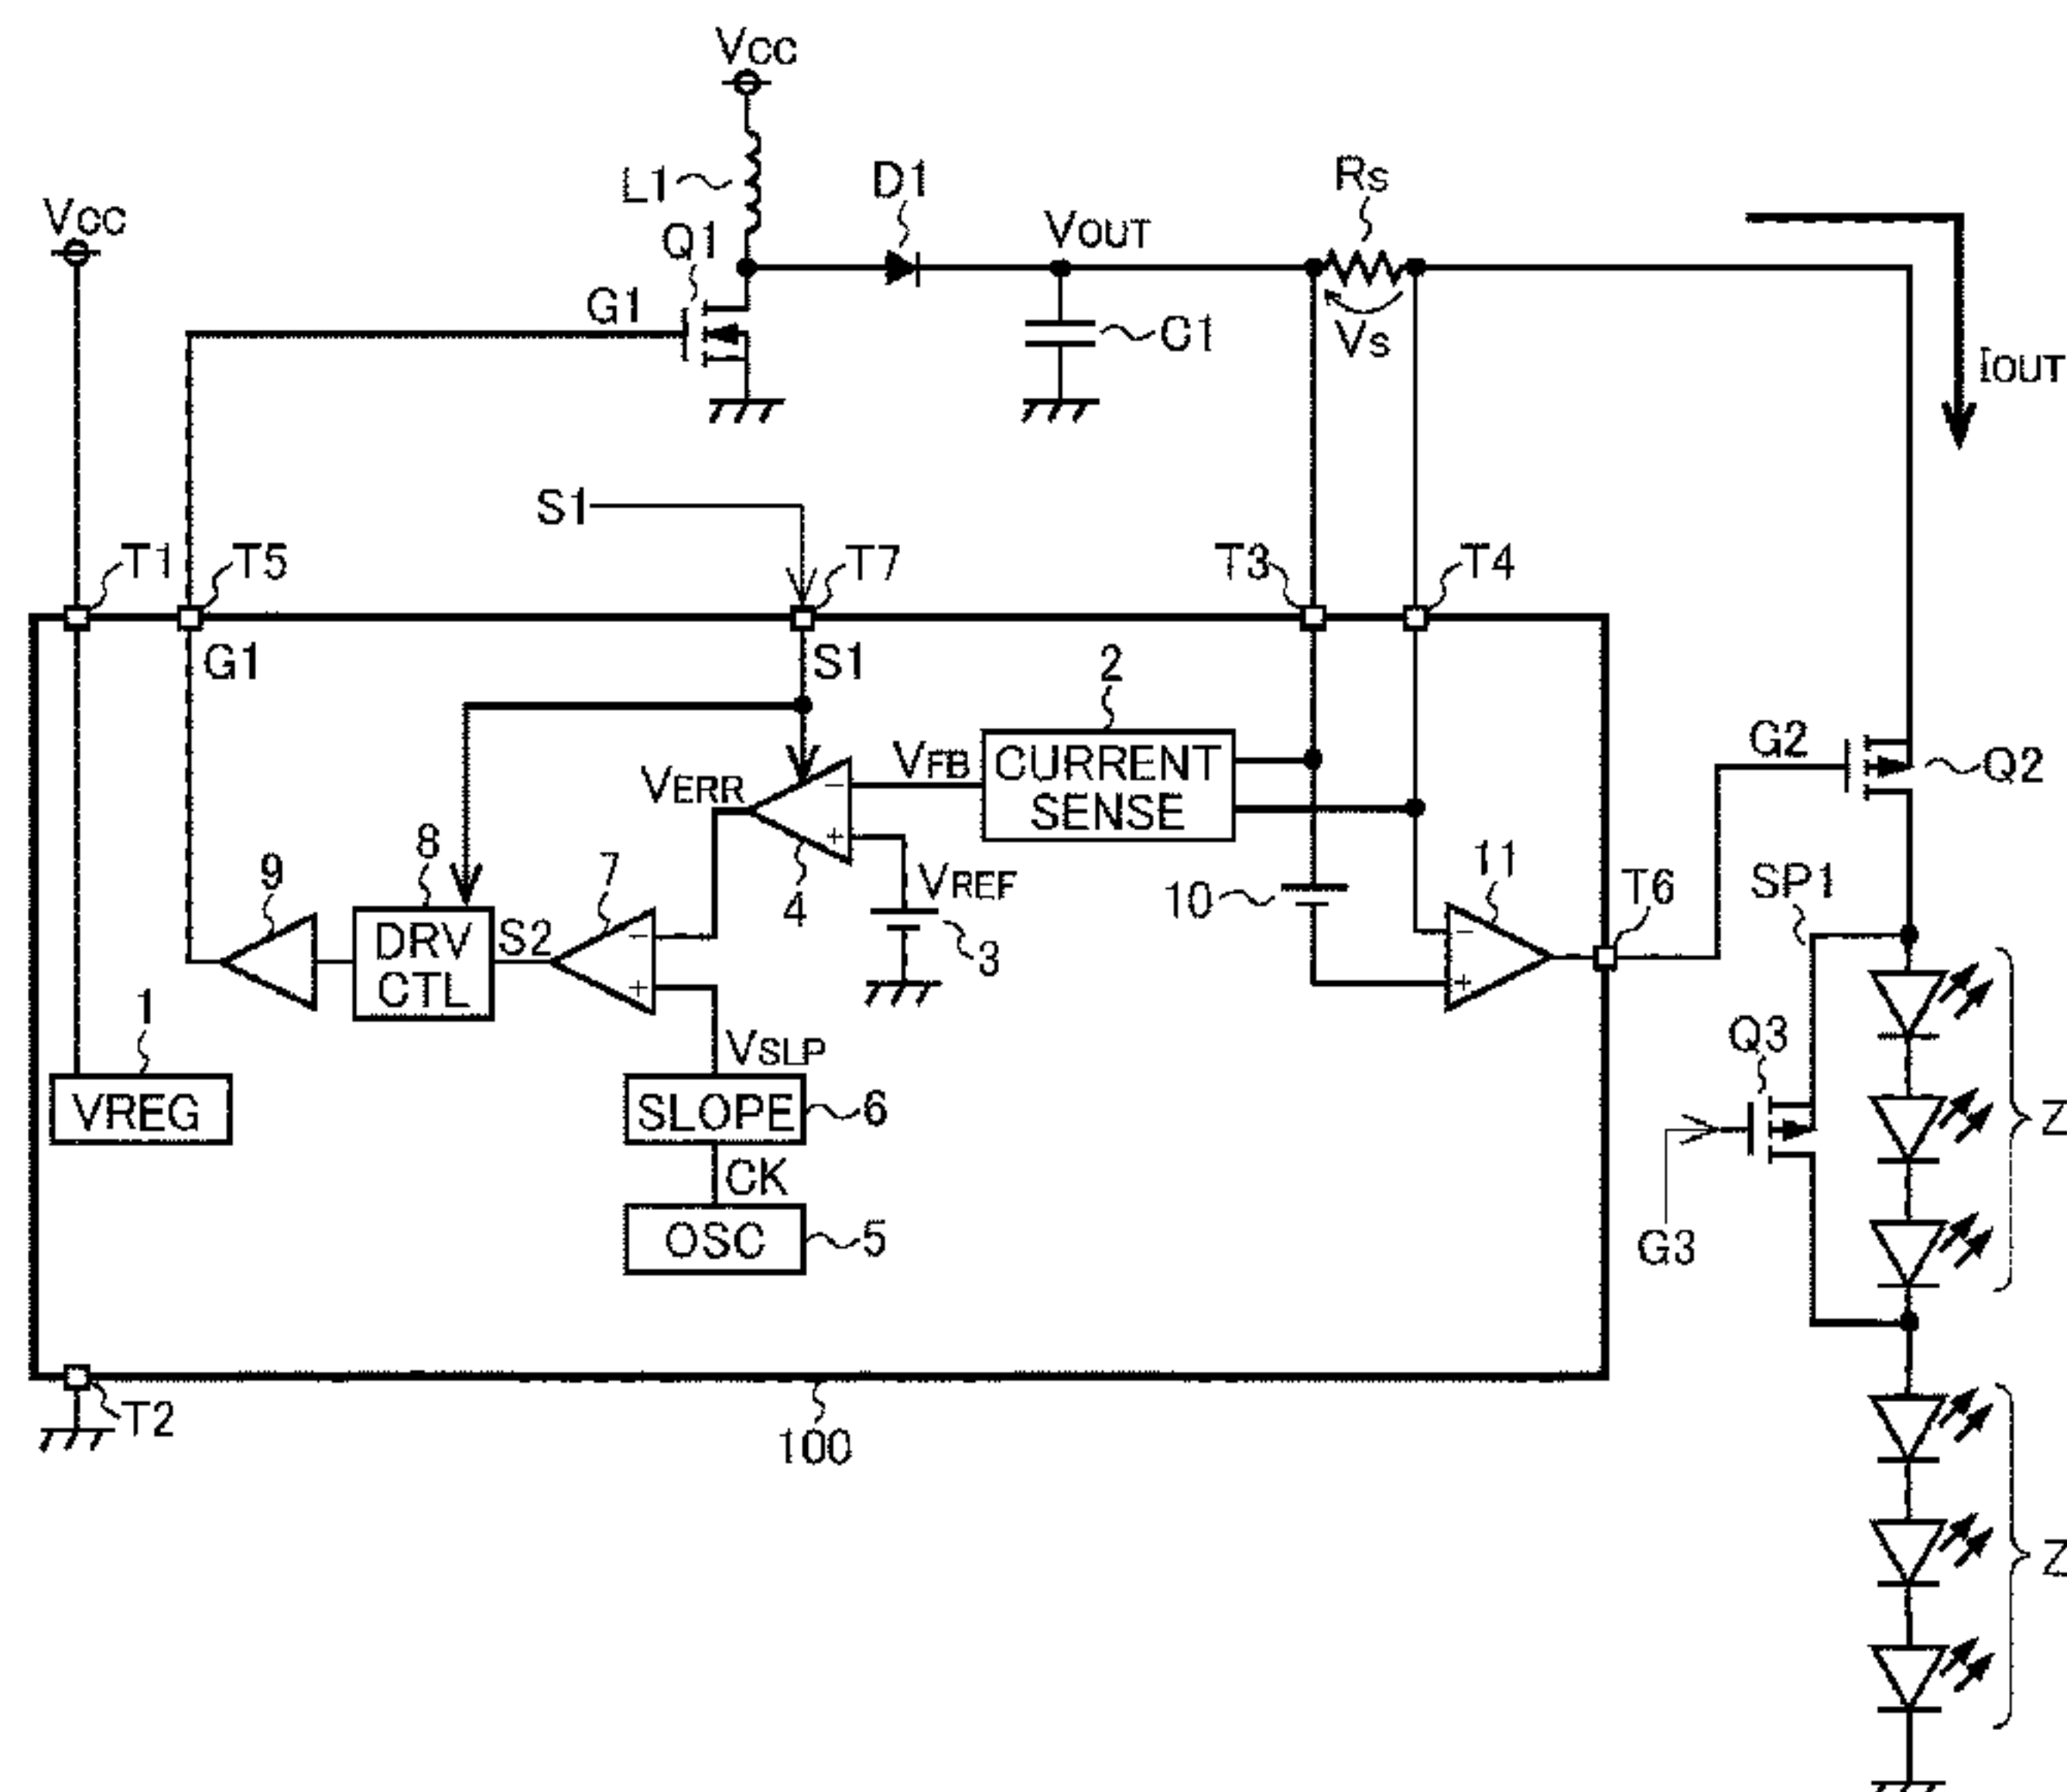 VCC
L1
D1
RS
VCC
Q1
VOUT
G1
C1
VS
IOUT
S1
T1
T5
T7
T3
T4
G1
S1
2
VFB
CURRENT
SENSE
G2
Q2
VERR
-
+
8
9
7
4
VREF
10
11
T6
SP1
DRV
CTL
S2
-
+
3
-
+
1
VSLP
Q3
VREG
SLOPE
6
Z
CK
OSC
5
G3
T2
100
Z